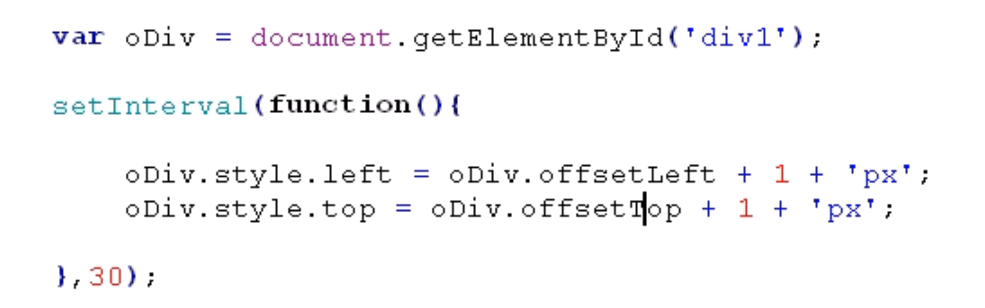 var oDiv = document.getElementById('div1');
setInterval(function(){
oDiv.style.left = oDiv.offsetLeft + 1 + 'px';
oDiv.style.top = oDiv.offsetTop + 1 + 'px';
},30);